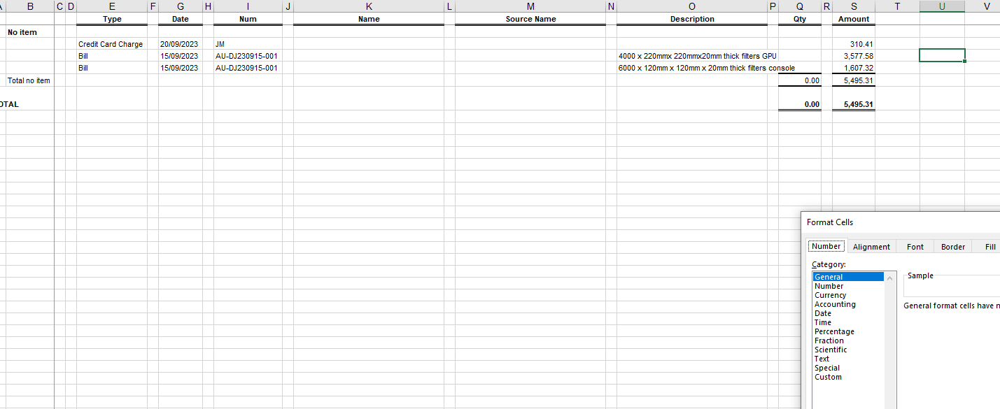 B C D E F G H I J K L M N O P Q R S T U V
Type Date Num Name Source Name Description Qty Amount
No item
Credit Card Charge 20/09/2023 JM 310.41
Bill 15/09/2023 AU-DJ230915-001 4000 x 220mmx 220mmx20mm thick filters GPU 3,577.58
Bill 15/09/2023 AU-DJ230915-001 6000 x 120mm x 120mm x 20mm thick filters console 1,607.32
Total no item 0.00 5,495.31
OTAL 0.00 5,495.31
Format Cells
Number Alignment Font Border Fill
Category:
General
Number
Currency
Accounting
Date
Time
Percentage
Fraction
Scientific
Text
Special
Custom
Sample
General format cells have n